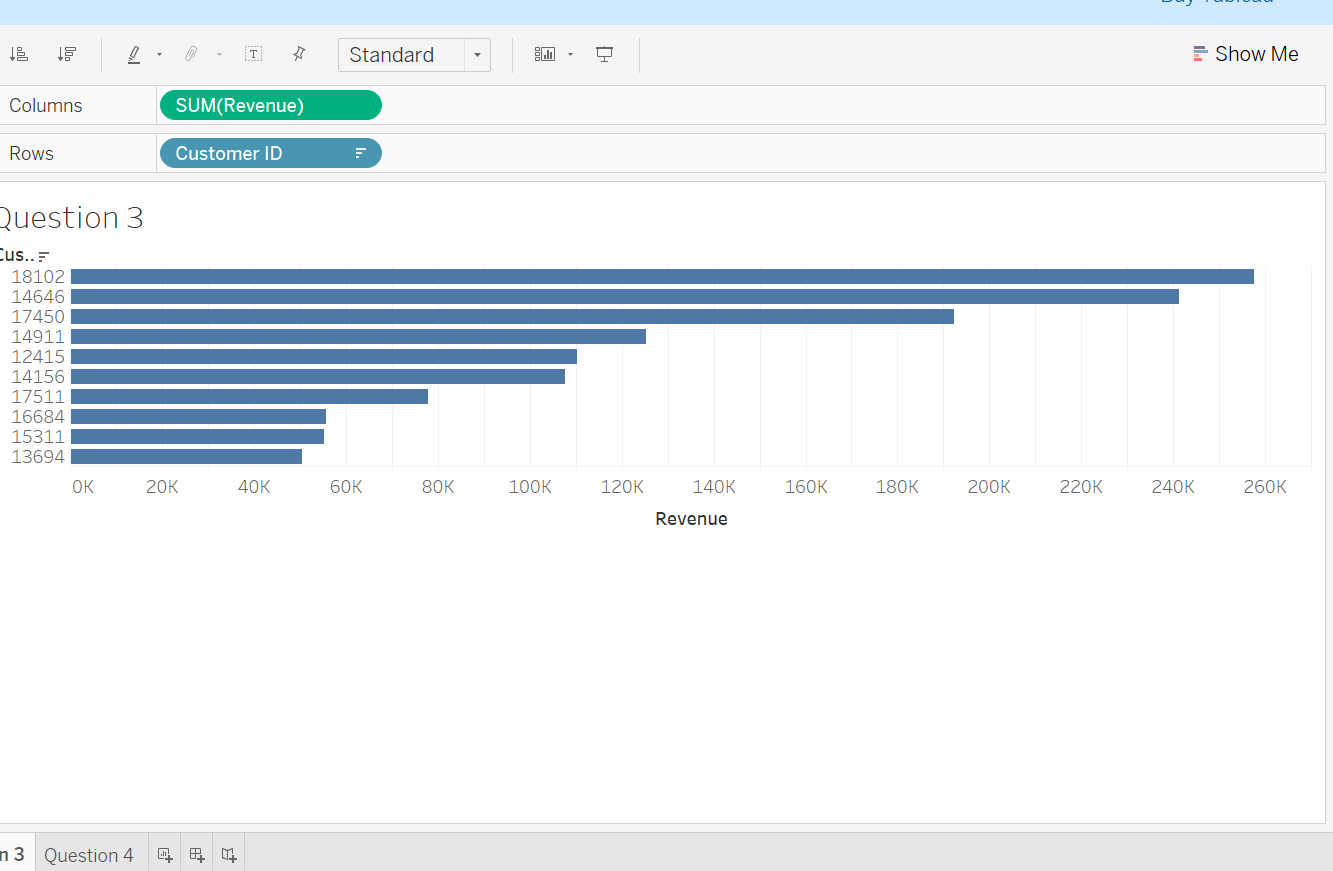 Buy Tableau
T Standard Show Me
Columns SUM(Revenue)
Rows Customer ID
Question 3
Cus..
18102
14646
17450
14911
12415
14156
17511
16684
15311
13694
0K 20K 40K 60K 80K 100K 120K 140K 160K 180K 200K 220K 240K 260K
Revenue
n 3 Question 4